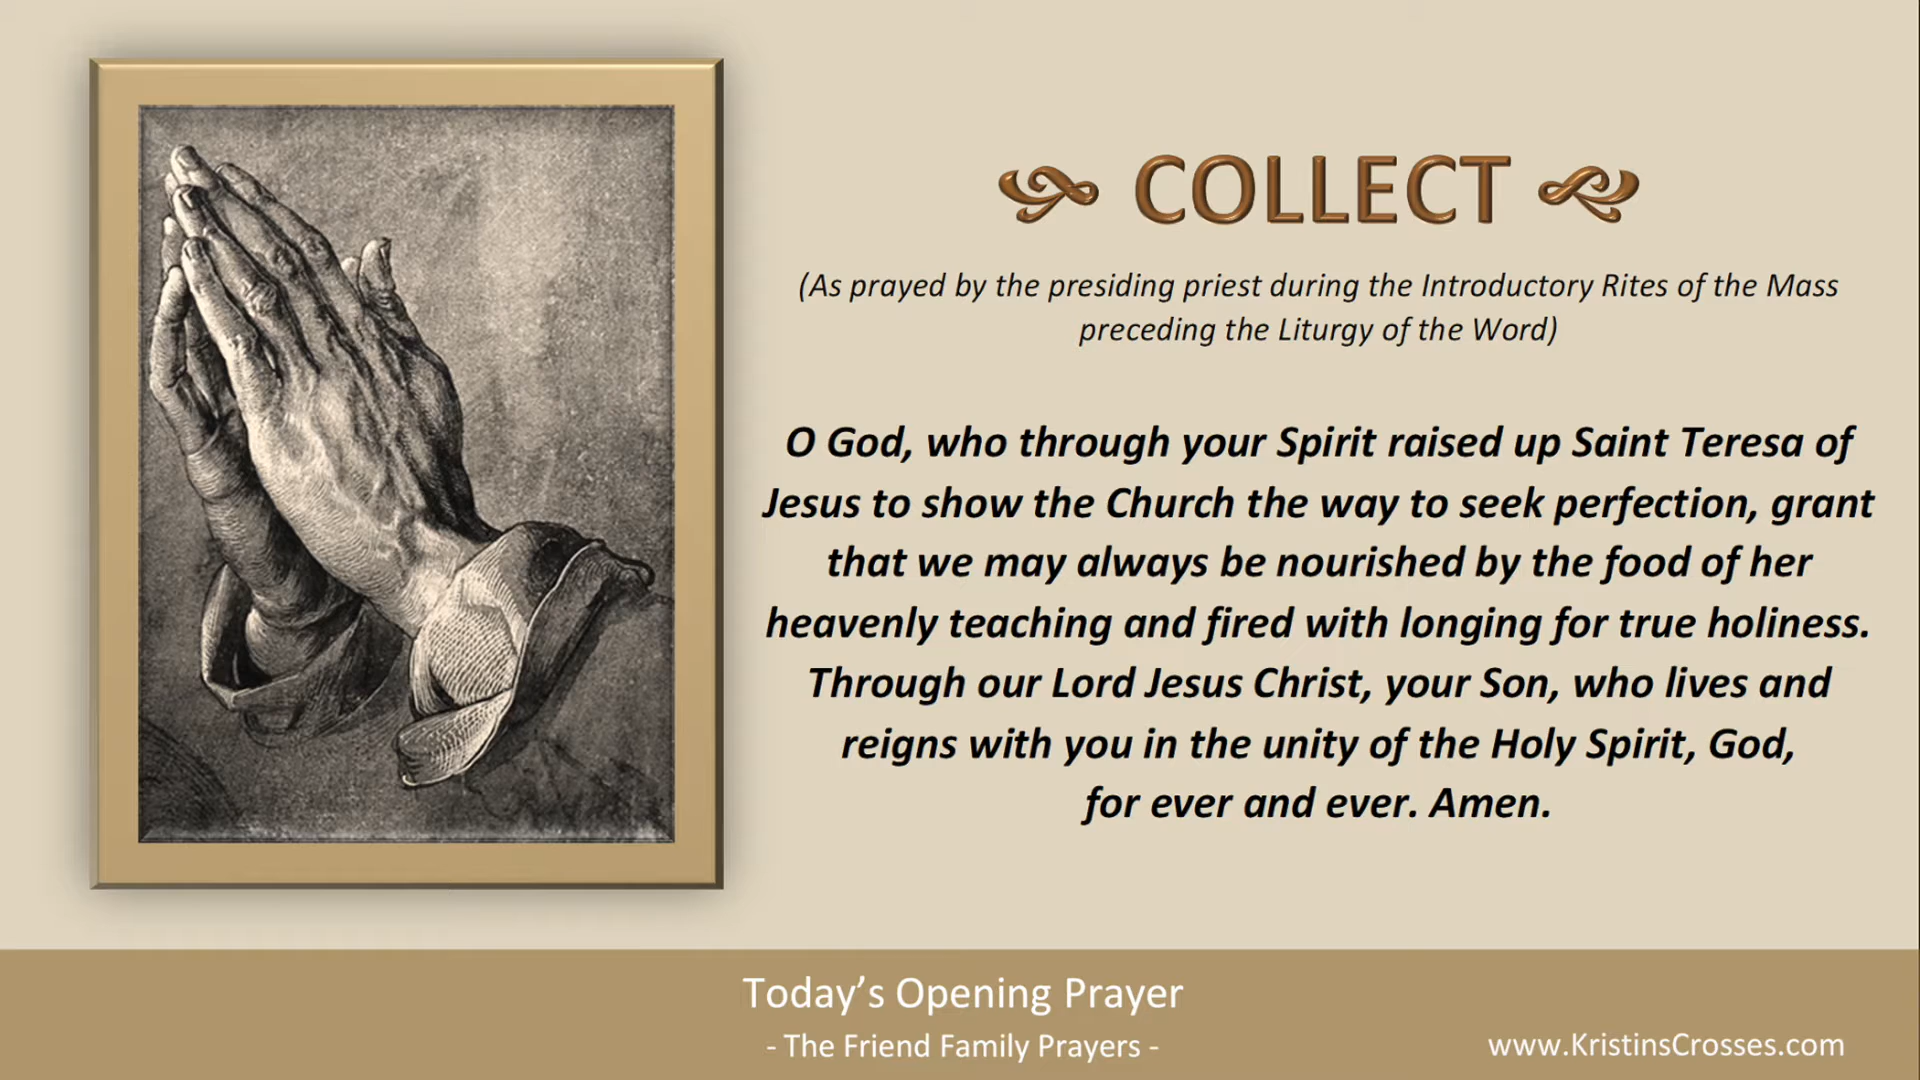 COLLECT
(As prayed by the presiding priest during the Introductory Rites of the Mass
preceding the Liturgy of the Word)
O God, who through your Spirit raised up Saint Teresa of
Jesus to show the Church the way to seek perfection, grant
that we may always be nourished by the food of her
heavenly teaching and fired with longing for true holiness.
Through our Lord Jesus Christ, your Son, who lives and
reigns with you in the unity of the Holy Spirit, God,
for ever and ever. Amen.
Today’s Opening Prayer
- The Friend Family Prayers -
www.KristinsCrosses.com